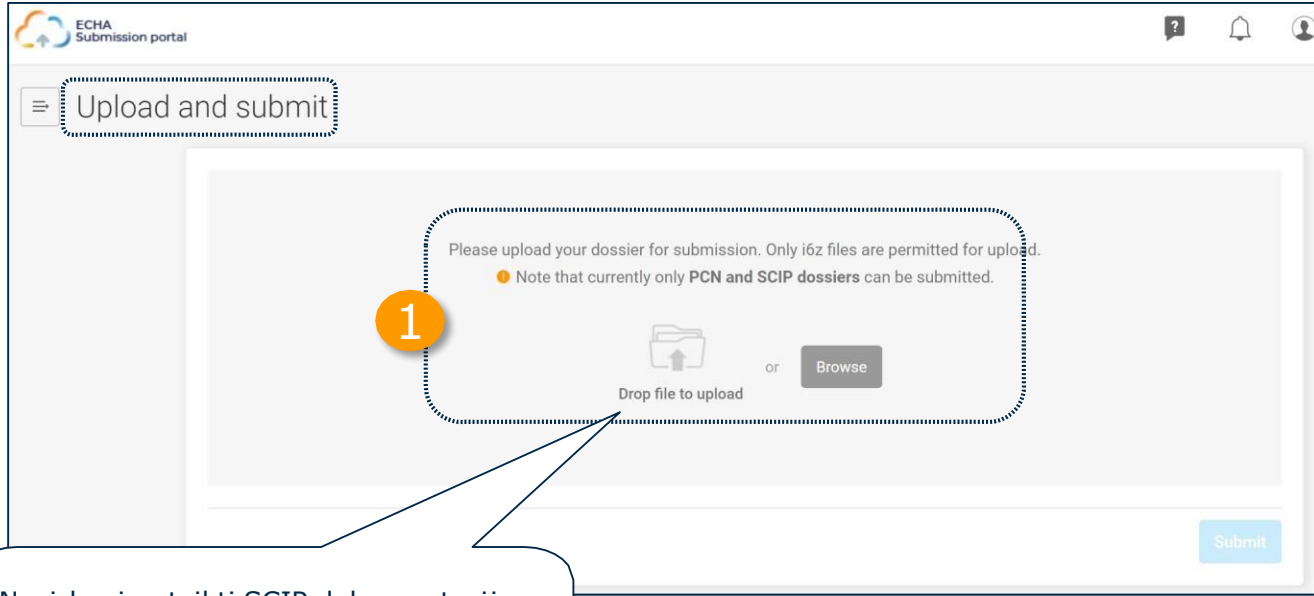 ECHA
Submission portal
Upload and submit
Please upload your dossier for submission. Only i6z files are permitted for upload.
Note that currently only PCN and SCIP dossiers can be submitted.
1
or
Browse
Drop file to upload
Submit